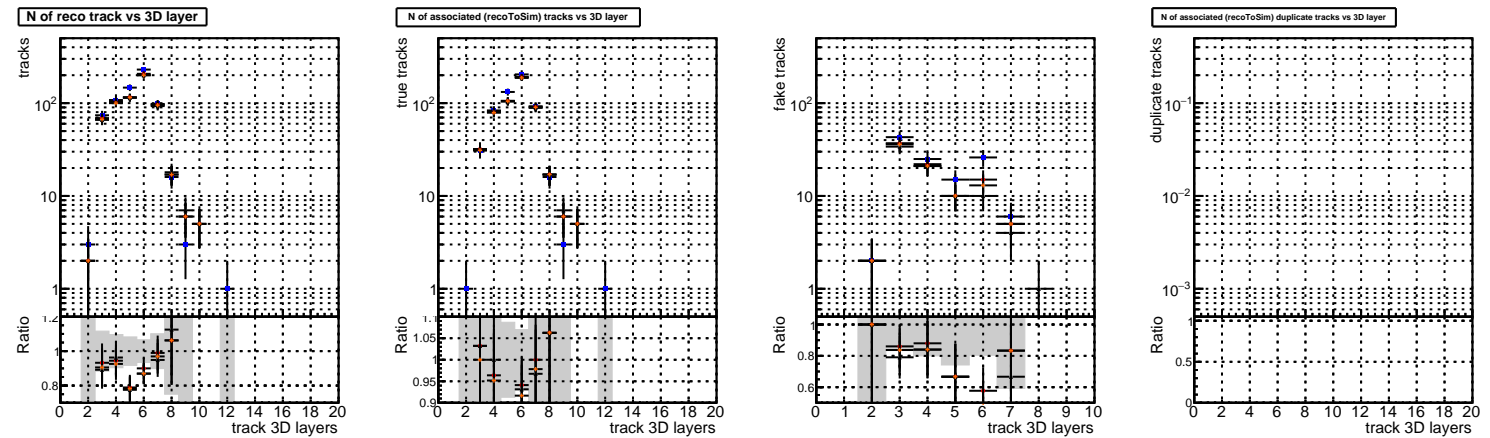 N of reco track vs 3D layer
tracks
10²
10
1
1.2
1
0.8
Ratio
0 2 4 6 8 10 12 14 16 18 20
track 3D layers
N of associated (recoToSim) tracks vs 3D layer
true tracks
10²
10
1
1.1
1.05
1
0.95
0.9
Ratio
0 2 4 6 8 10 12 14 16 18 20
track 3D layers
fake tracks
10²
10
1
1
0.8
0.6
Ratio
0 1 2 3 4 5 6 7 8 9 10
track 3D layers
N of associated (recoToSim) duplicate tracks vs 3D layer
duplicate tracks
10⁻¹
10⁻²
10⁻³
1
0.5
0
Ratio
0 2 4 6 8 10 12 14 16 18 20
track 3D layers